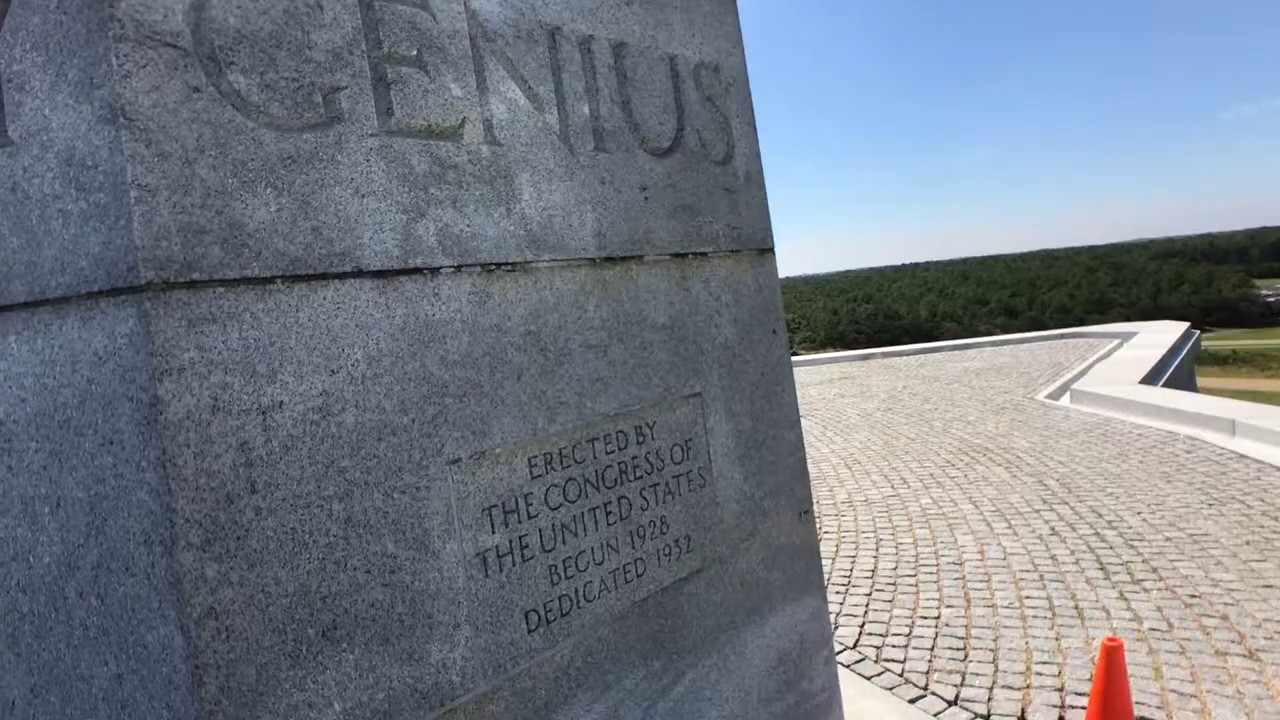 GENIUS
ERECTED BY
THE CONGRESS OF
THE UNITED STATES
BEGUN 1928
DEDICATED 1932